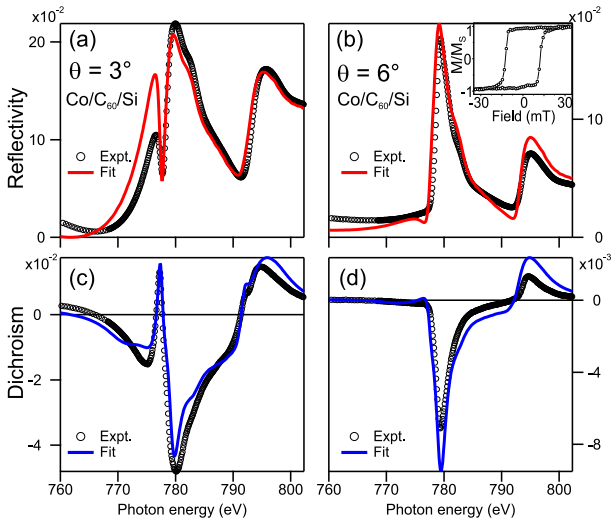 x10⁻²
x10⁻²
(a)
θ = 3°
Co/C₆₀/Si
Expt.
Fit
20
10
0
Reflectivity
(b)
θ = 6°
Co/C₆₀/Si
Expt.
Fit
1
0
-1
M/Mₛ
-30
0
30
Field (mT)
10
0
x10⁻²
x10⁻³
(c)
Expt.
Fit
0
-2
-4
Dichroism
(d)
Expt.
Fit
0
-4
-8
760 770 780 790 800
760 770 780 790 800
Photon energy (eV)
Photon energy (eV)